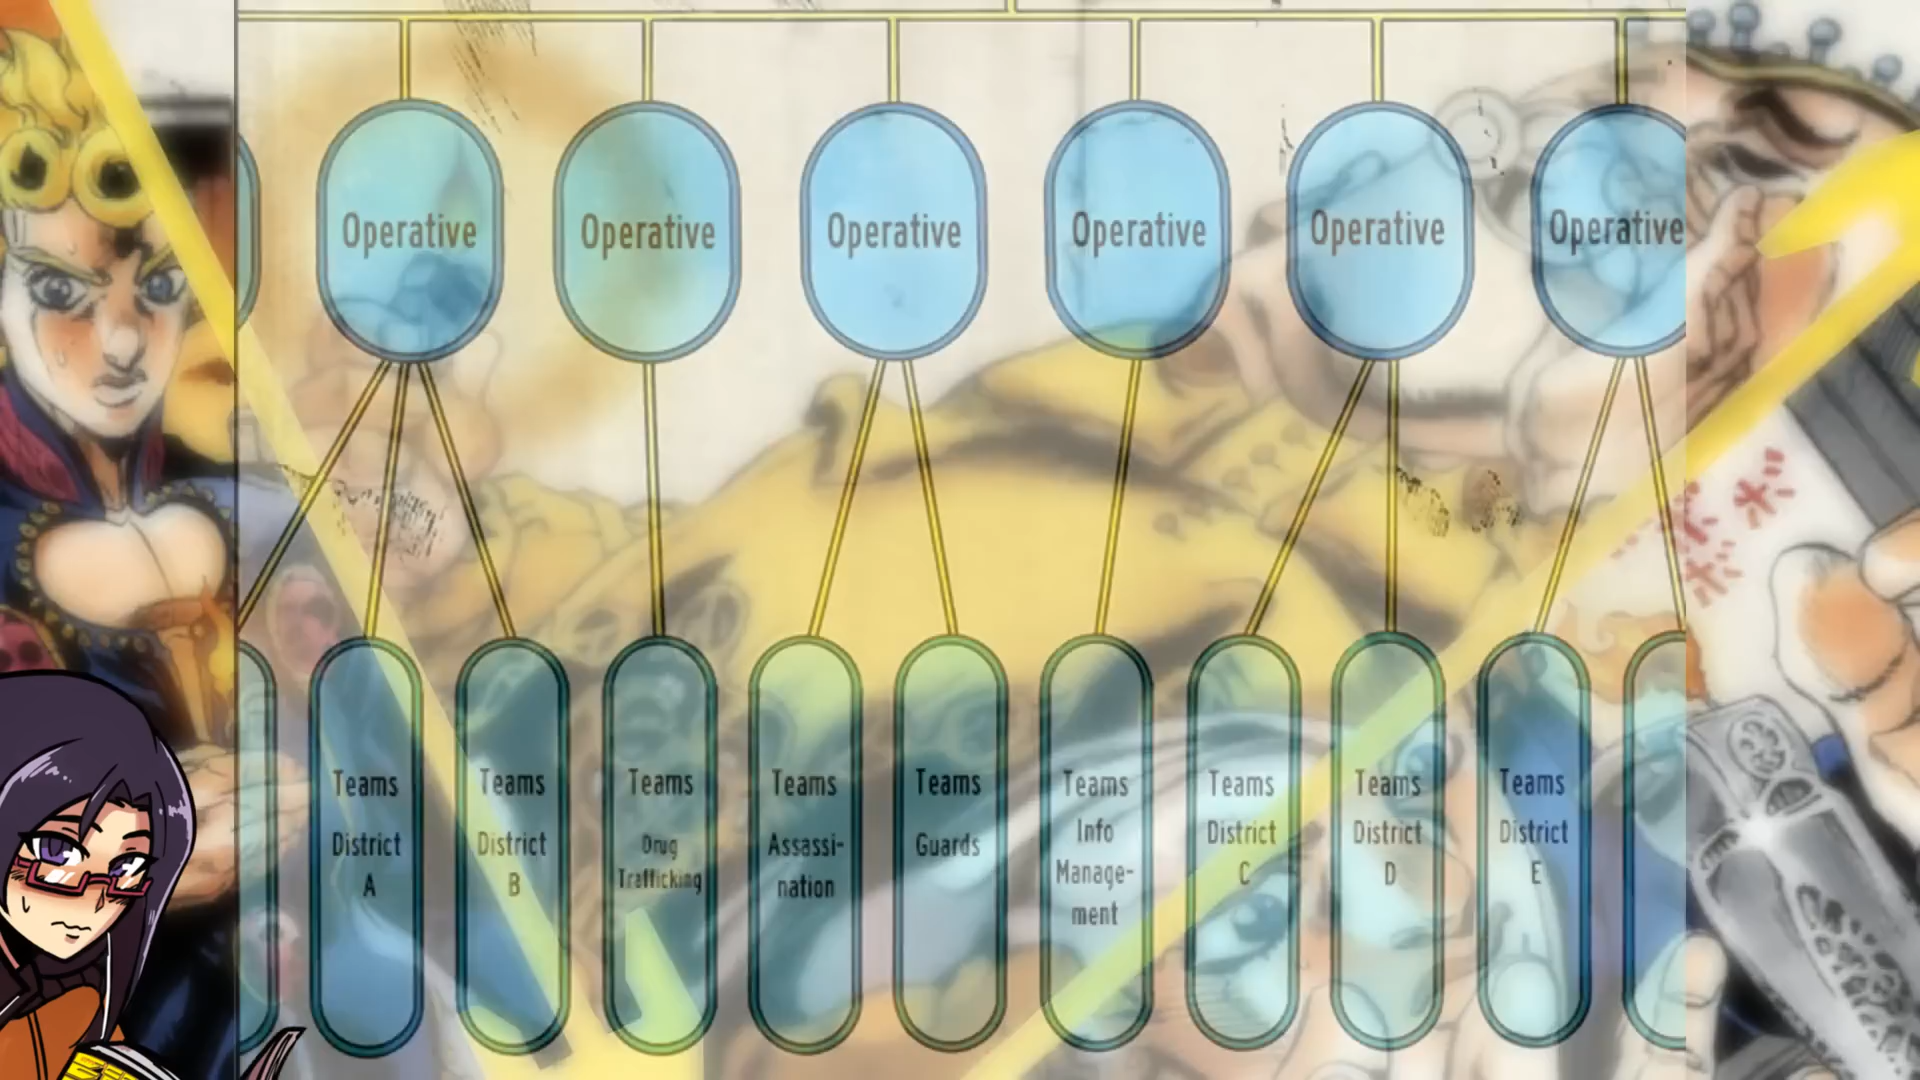 Operative
Operative
Operative
Operative
Operative
Operative
Teams
District
A
Teams
District
B
Teams
Drug
Trafficking
Teams
Assassi-
nation
Teams
Guards
Teams
Info
Manage-
ment
Teams
District
C
Teams
District
D
Teams
District
E